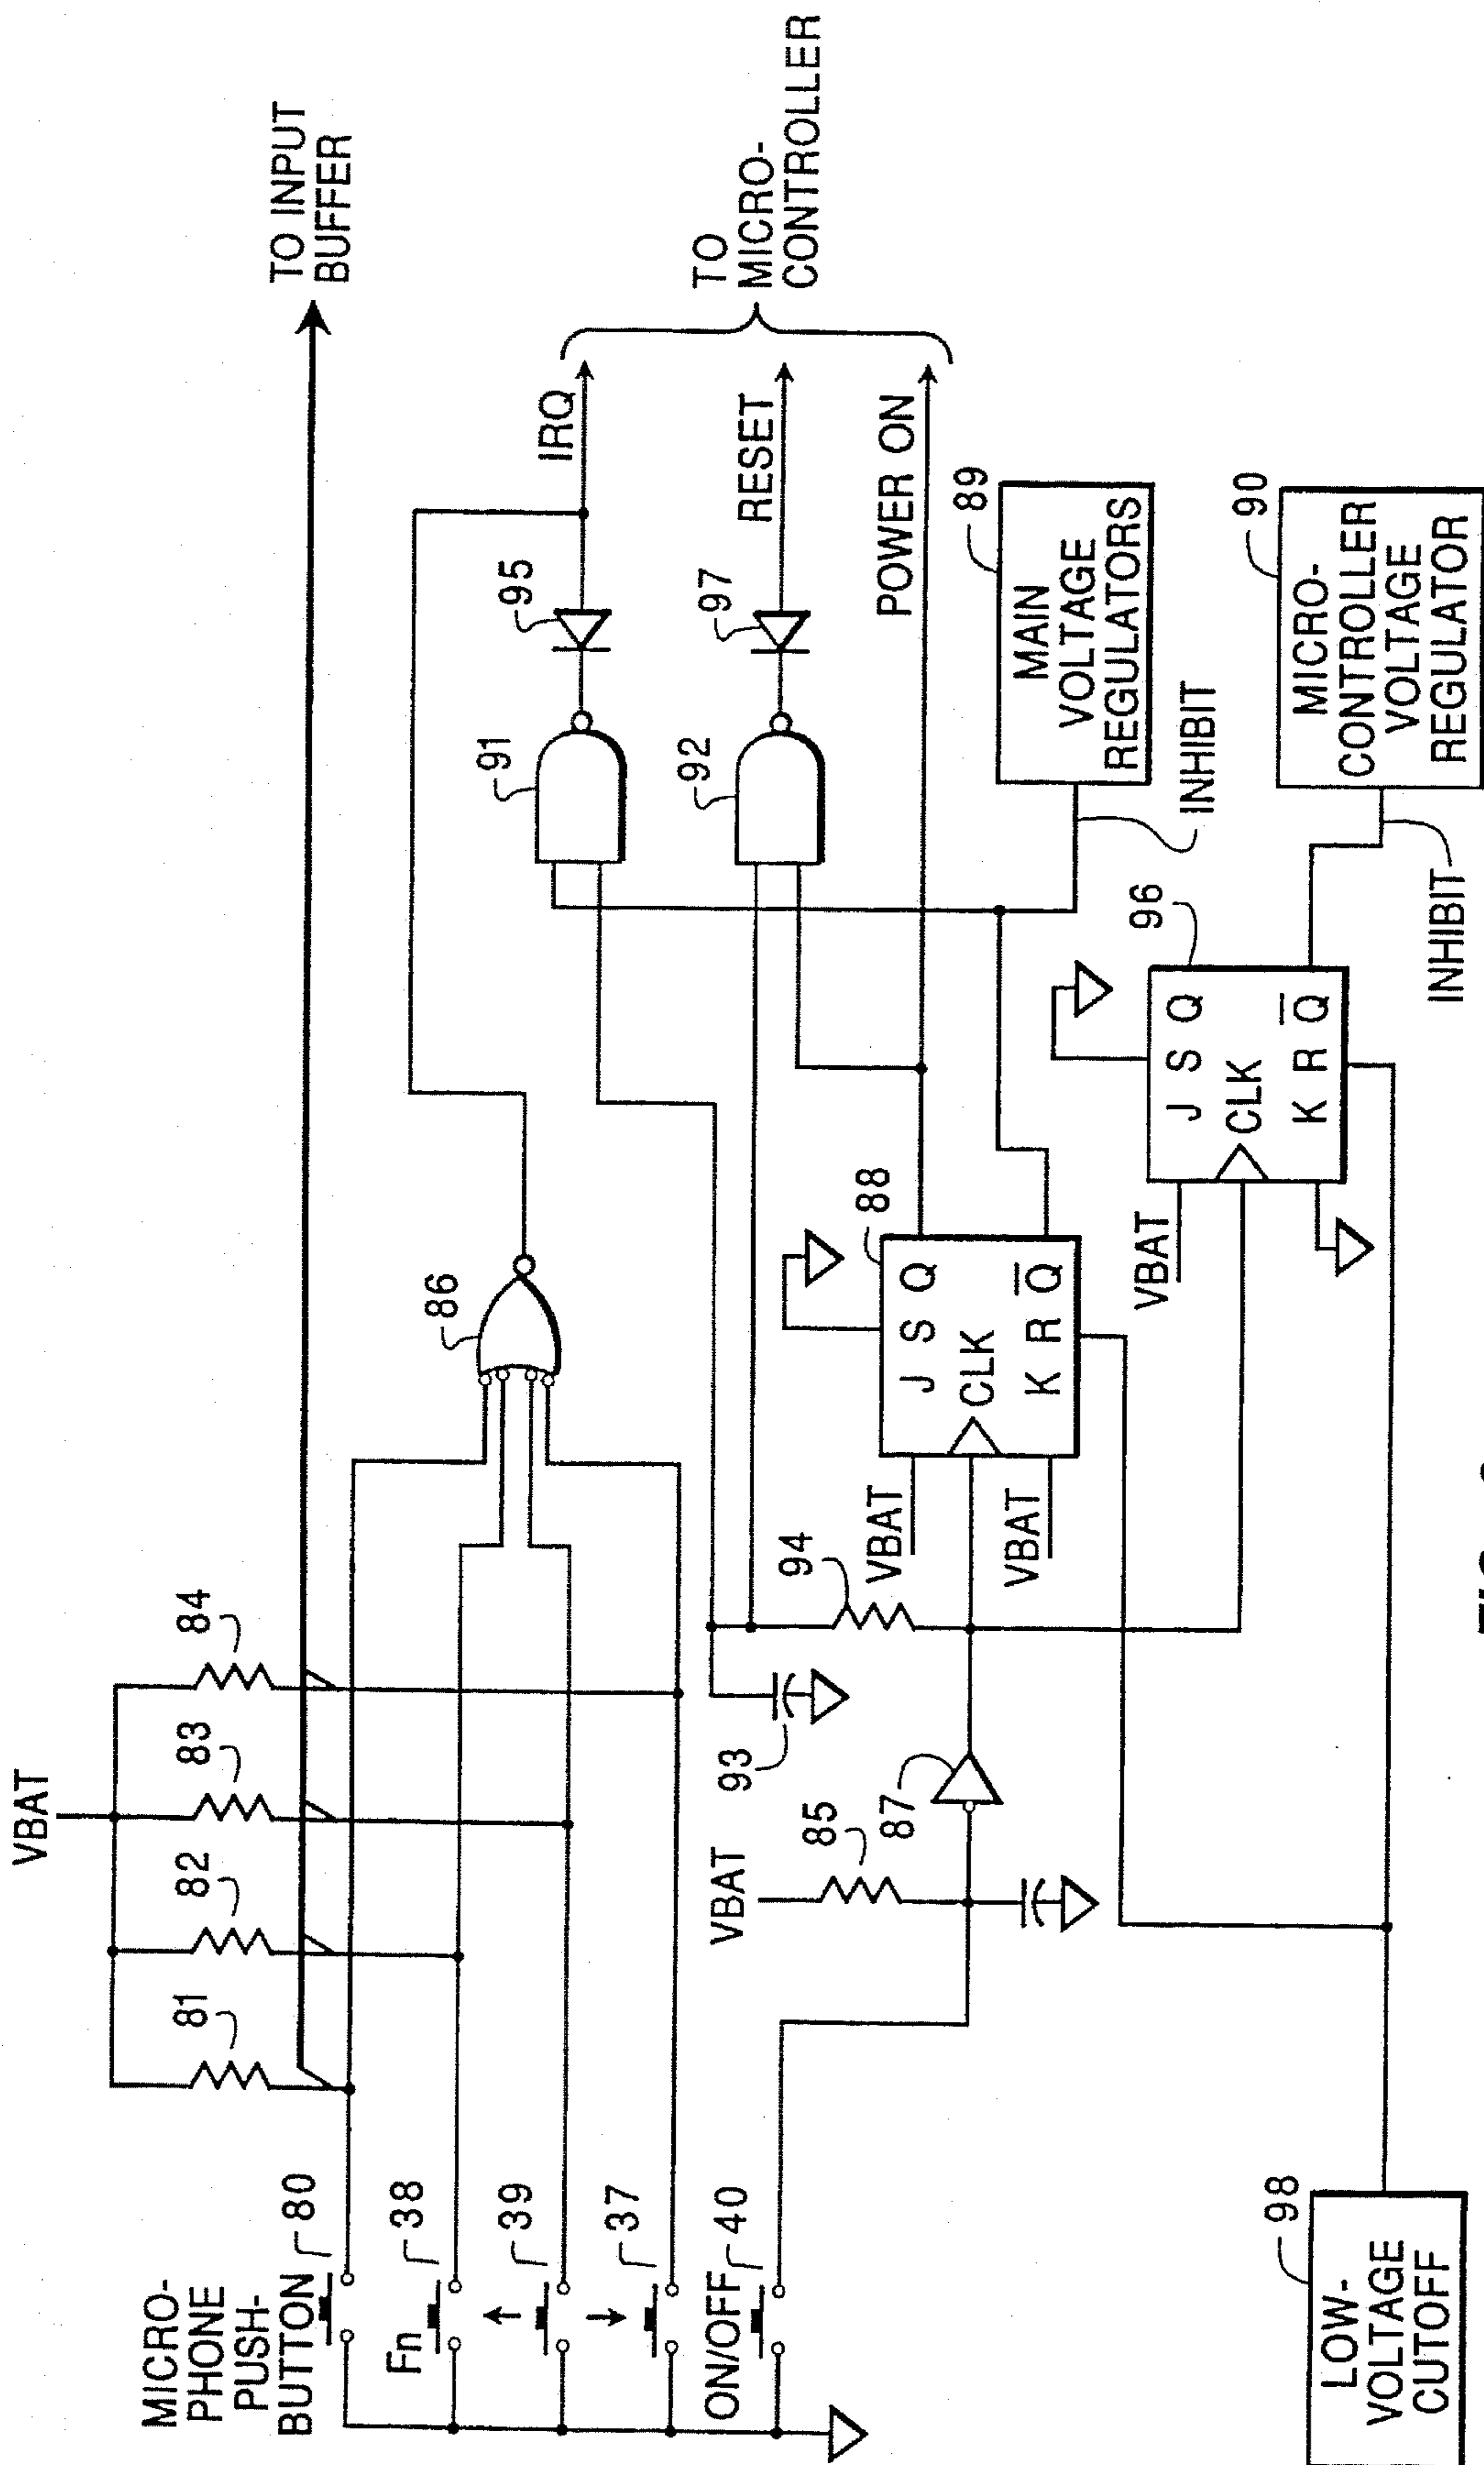 VBAT
81
82
83
84
TO INPUT
BUFFER
MICRO-
PHONE
PUSH-
BUTTON
80
Fn
38
39
37
ON/OFF
40
86
VBAT
85
87
93
94
91
95
IRQ
92
97
RESET
TO
MICRO-
CONTROLLER
POWER ON
VBAT
VBAT
88
J S Q
CLK
K R Q
89
MAIN
VOLTAGE
REGULATORS
INHIBIT
VBAT
96
J S Q
CLK
K R Q
90
MICRO-
CONTROLLER
VOLTAGE
REGULATOR
INHIBIT
98
LOW-
VOLTAGE
CUTOFF